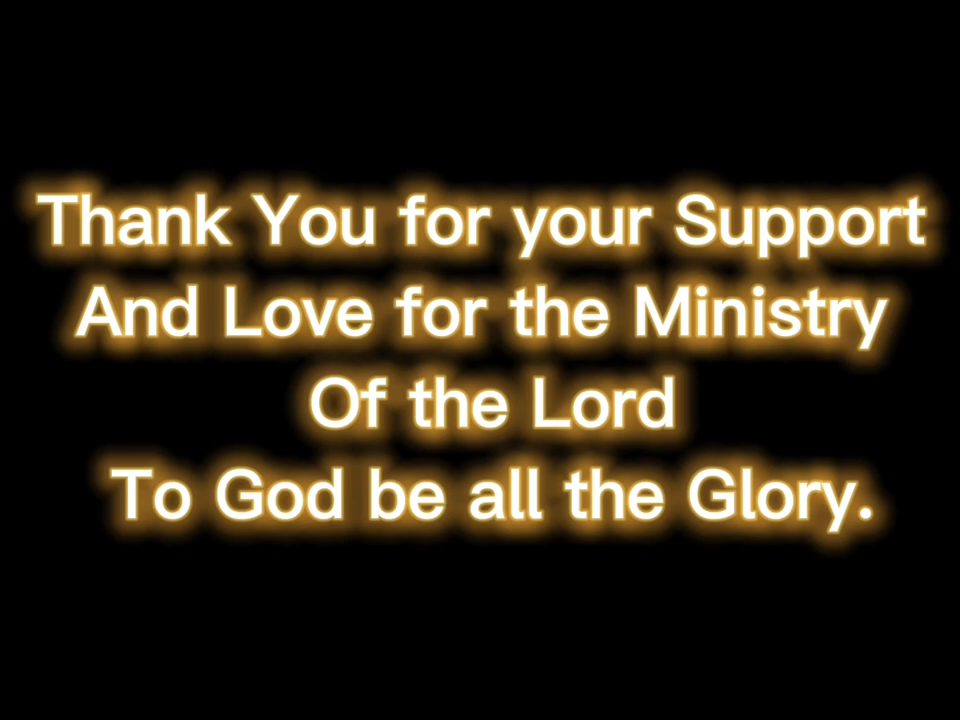 Thank You for your Support
And Love for the Ministry
Of the Lord
To God be all the Glory.